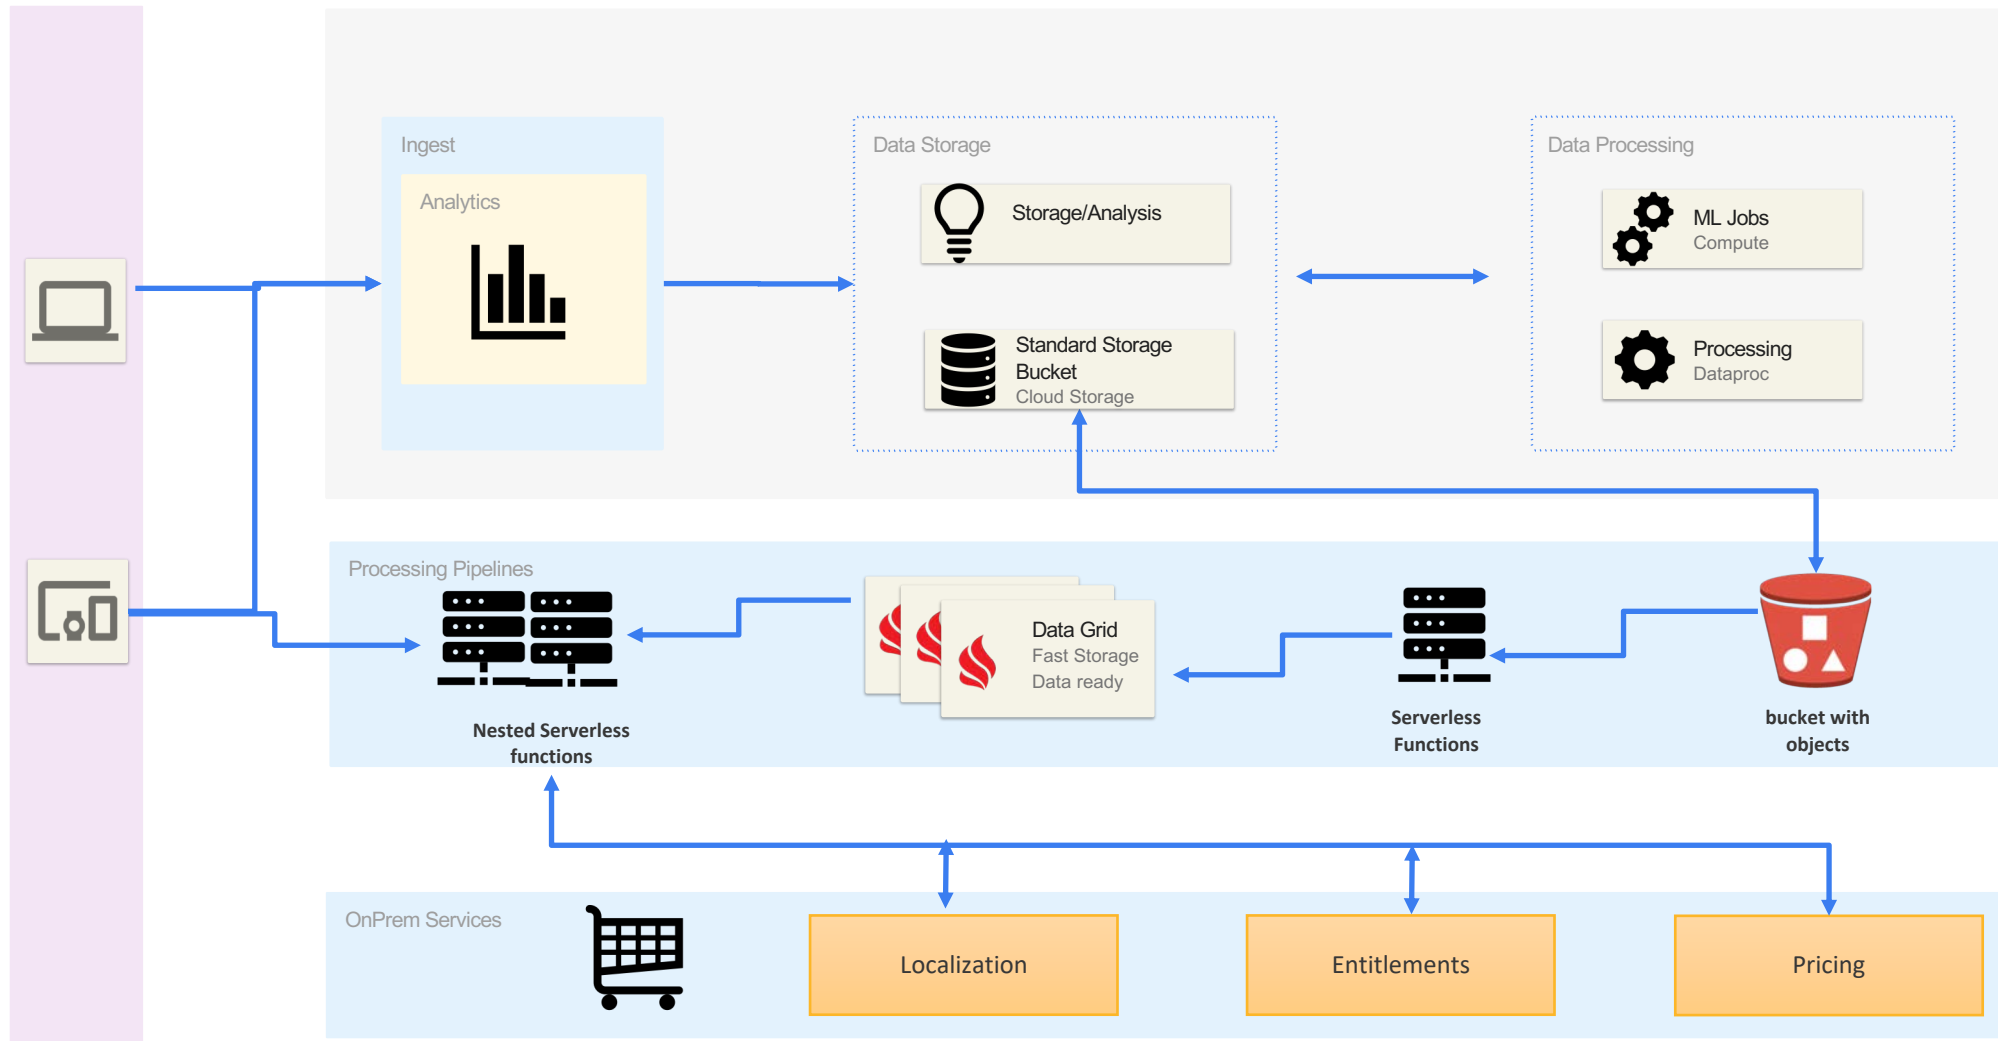 Ingest
Analytics
Data Storage
Storage/Analysis
Standard Storage
Bucket
Cloud Storage
Data Processing
ML Jobs
Compute
Processing
Dataproc
Processing Pipelines
Nested Serverless
functions
Data Grid
Fast Storage
Data ready
Serverless
Functions
bucket with
objects
OnPrem Services
Localization
Entitlements
Pricing